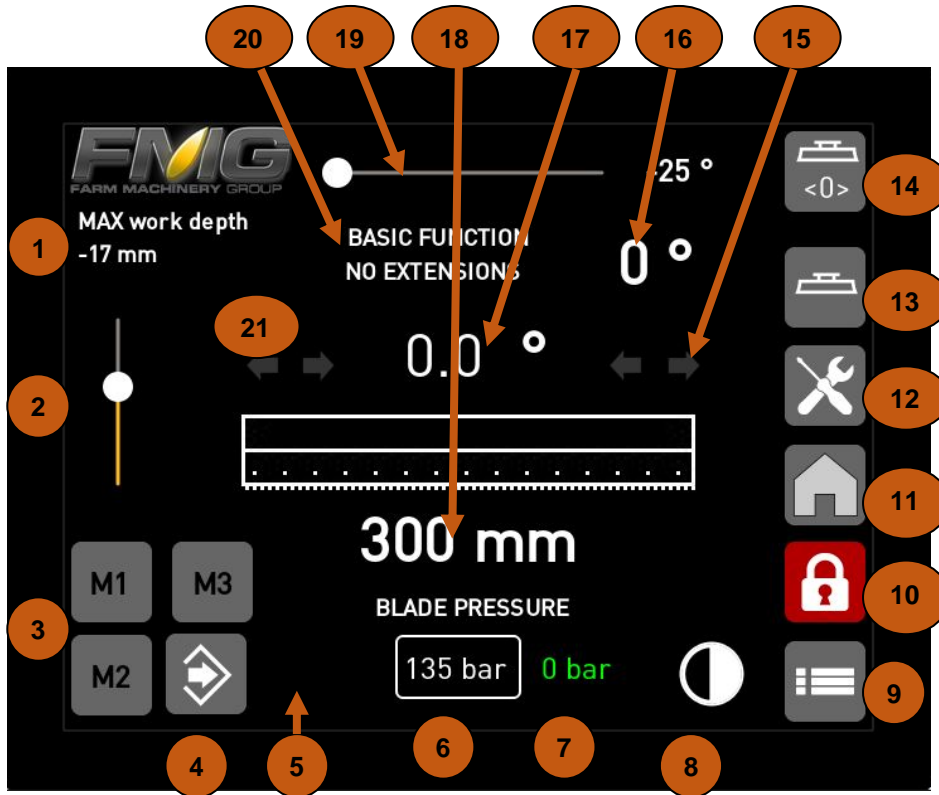 20 19 18 17 16 15
FMG
FARM MACHINERY GROUP
-25 °
<0>
14
MAX work depth
-17 mm
1
BASIC FUNCTION
NO EXTENSIONS
0 °
13
21
0.0 °
2
12
11
300 mm
M1 M3
BLADE PRESSURE
10
3
M2
135 bar 0 bar
9
4 5 6 7 8